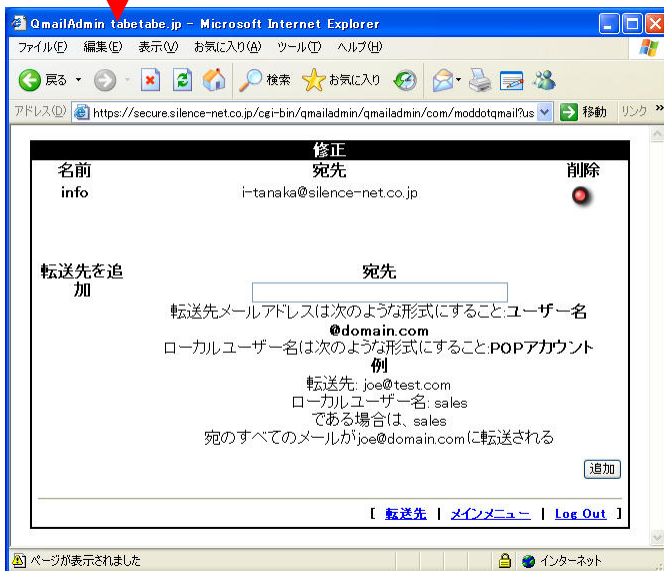 QmailAdmin tabetabe.jp - Microsoft Internet Explorer
ファイル(F) 編集(E) 表示(V) お気に入り(A) ツール(T) ヘルプ(H)
戻る 検索 お気に入り
アドレス(D) https://secure.silence-net.co.jp/cgi-bin/qmailadmin/qmailadmin/com/moddotqmail?us 移動 リンク »
修正
名前 宛先 削除
info i-tanaka@silence-net.co.jp
転送先を追加 宛先
転送先メールアドレスは次のような形式にすること:ユーザー名
@domain.com
ローカルユーザー名は次のような形式にすること:POPアカウント
例
転送先: joe@test.com
ローカルユーザー名: sales
である場合は、sales
宛のすべてのメールがjoe@domain.comに転送される
追加
[ 転送先 | メインメニュー | Log Out ]
ページが表示されました インターネット